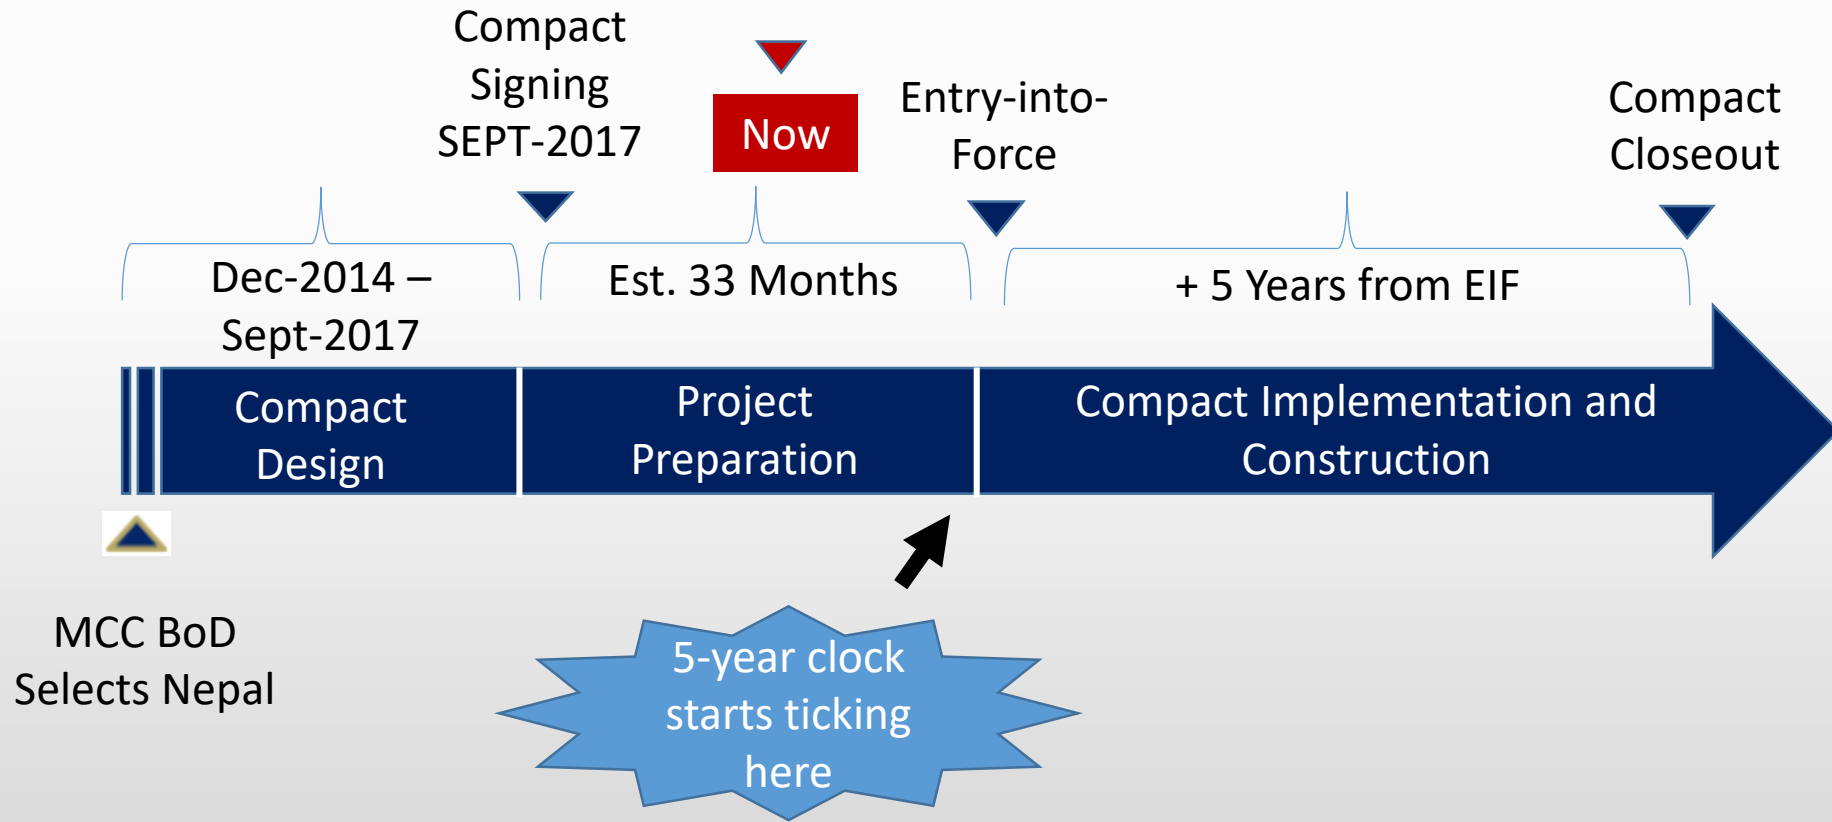 Compact
Signing
SEPT-2017
Now
Entry-into-
Force
Compact
Closeout
Dec-2014 –
Sept-2017
Est. 33 Months
+ 5 Years from EIF
Compact
Design
Project
Preparation
Compact Implementation and
Construction
MCC BoD
Selects Nepal
5-year clock
starts ticking
here